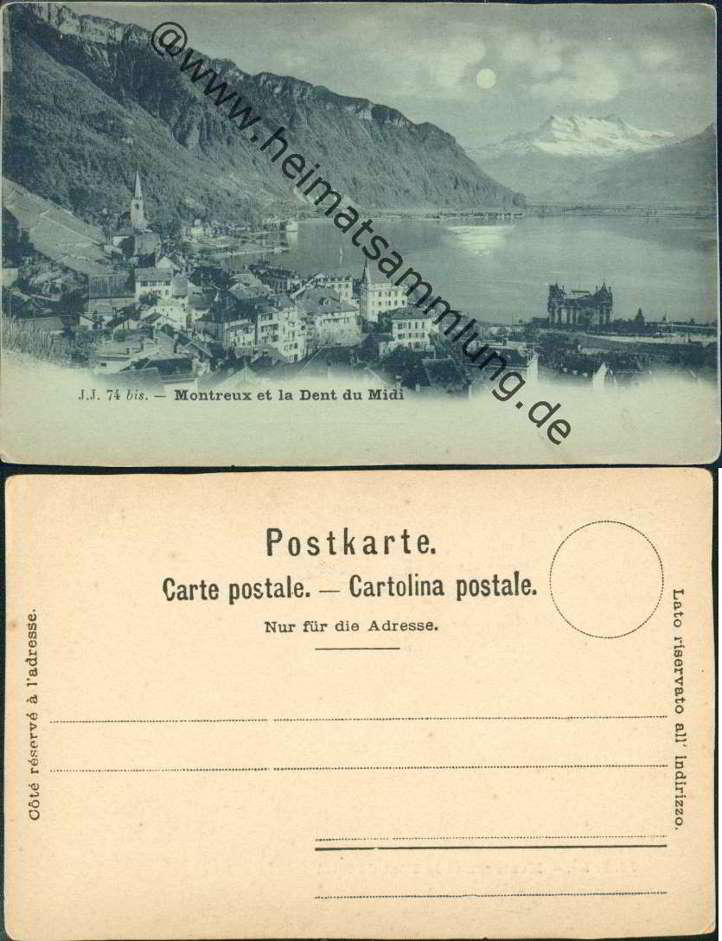 @www.heimatsammlung.de
J.J. 74 bis. — Montreux et la Dent du Midi
Postkarte.
Carte postale. — Cartolina postale.
Nur für die Adresse.
Côté réservé à l'adresse.
Lato riservato all' indirizzo.